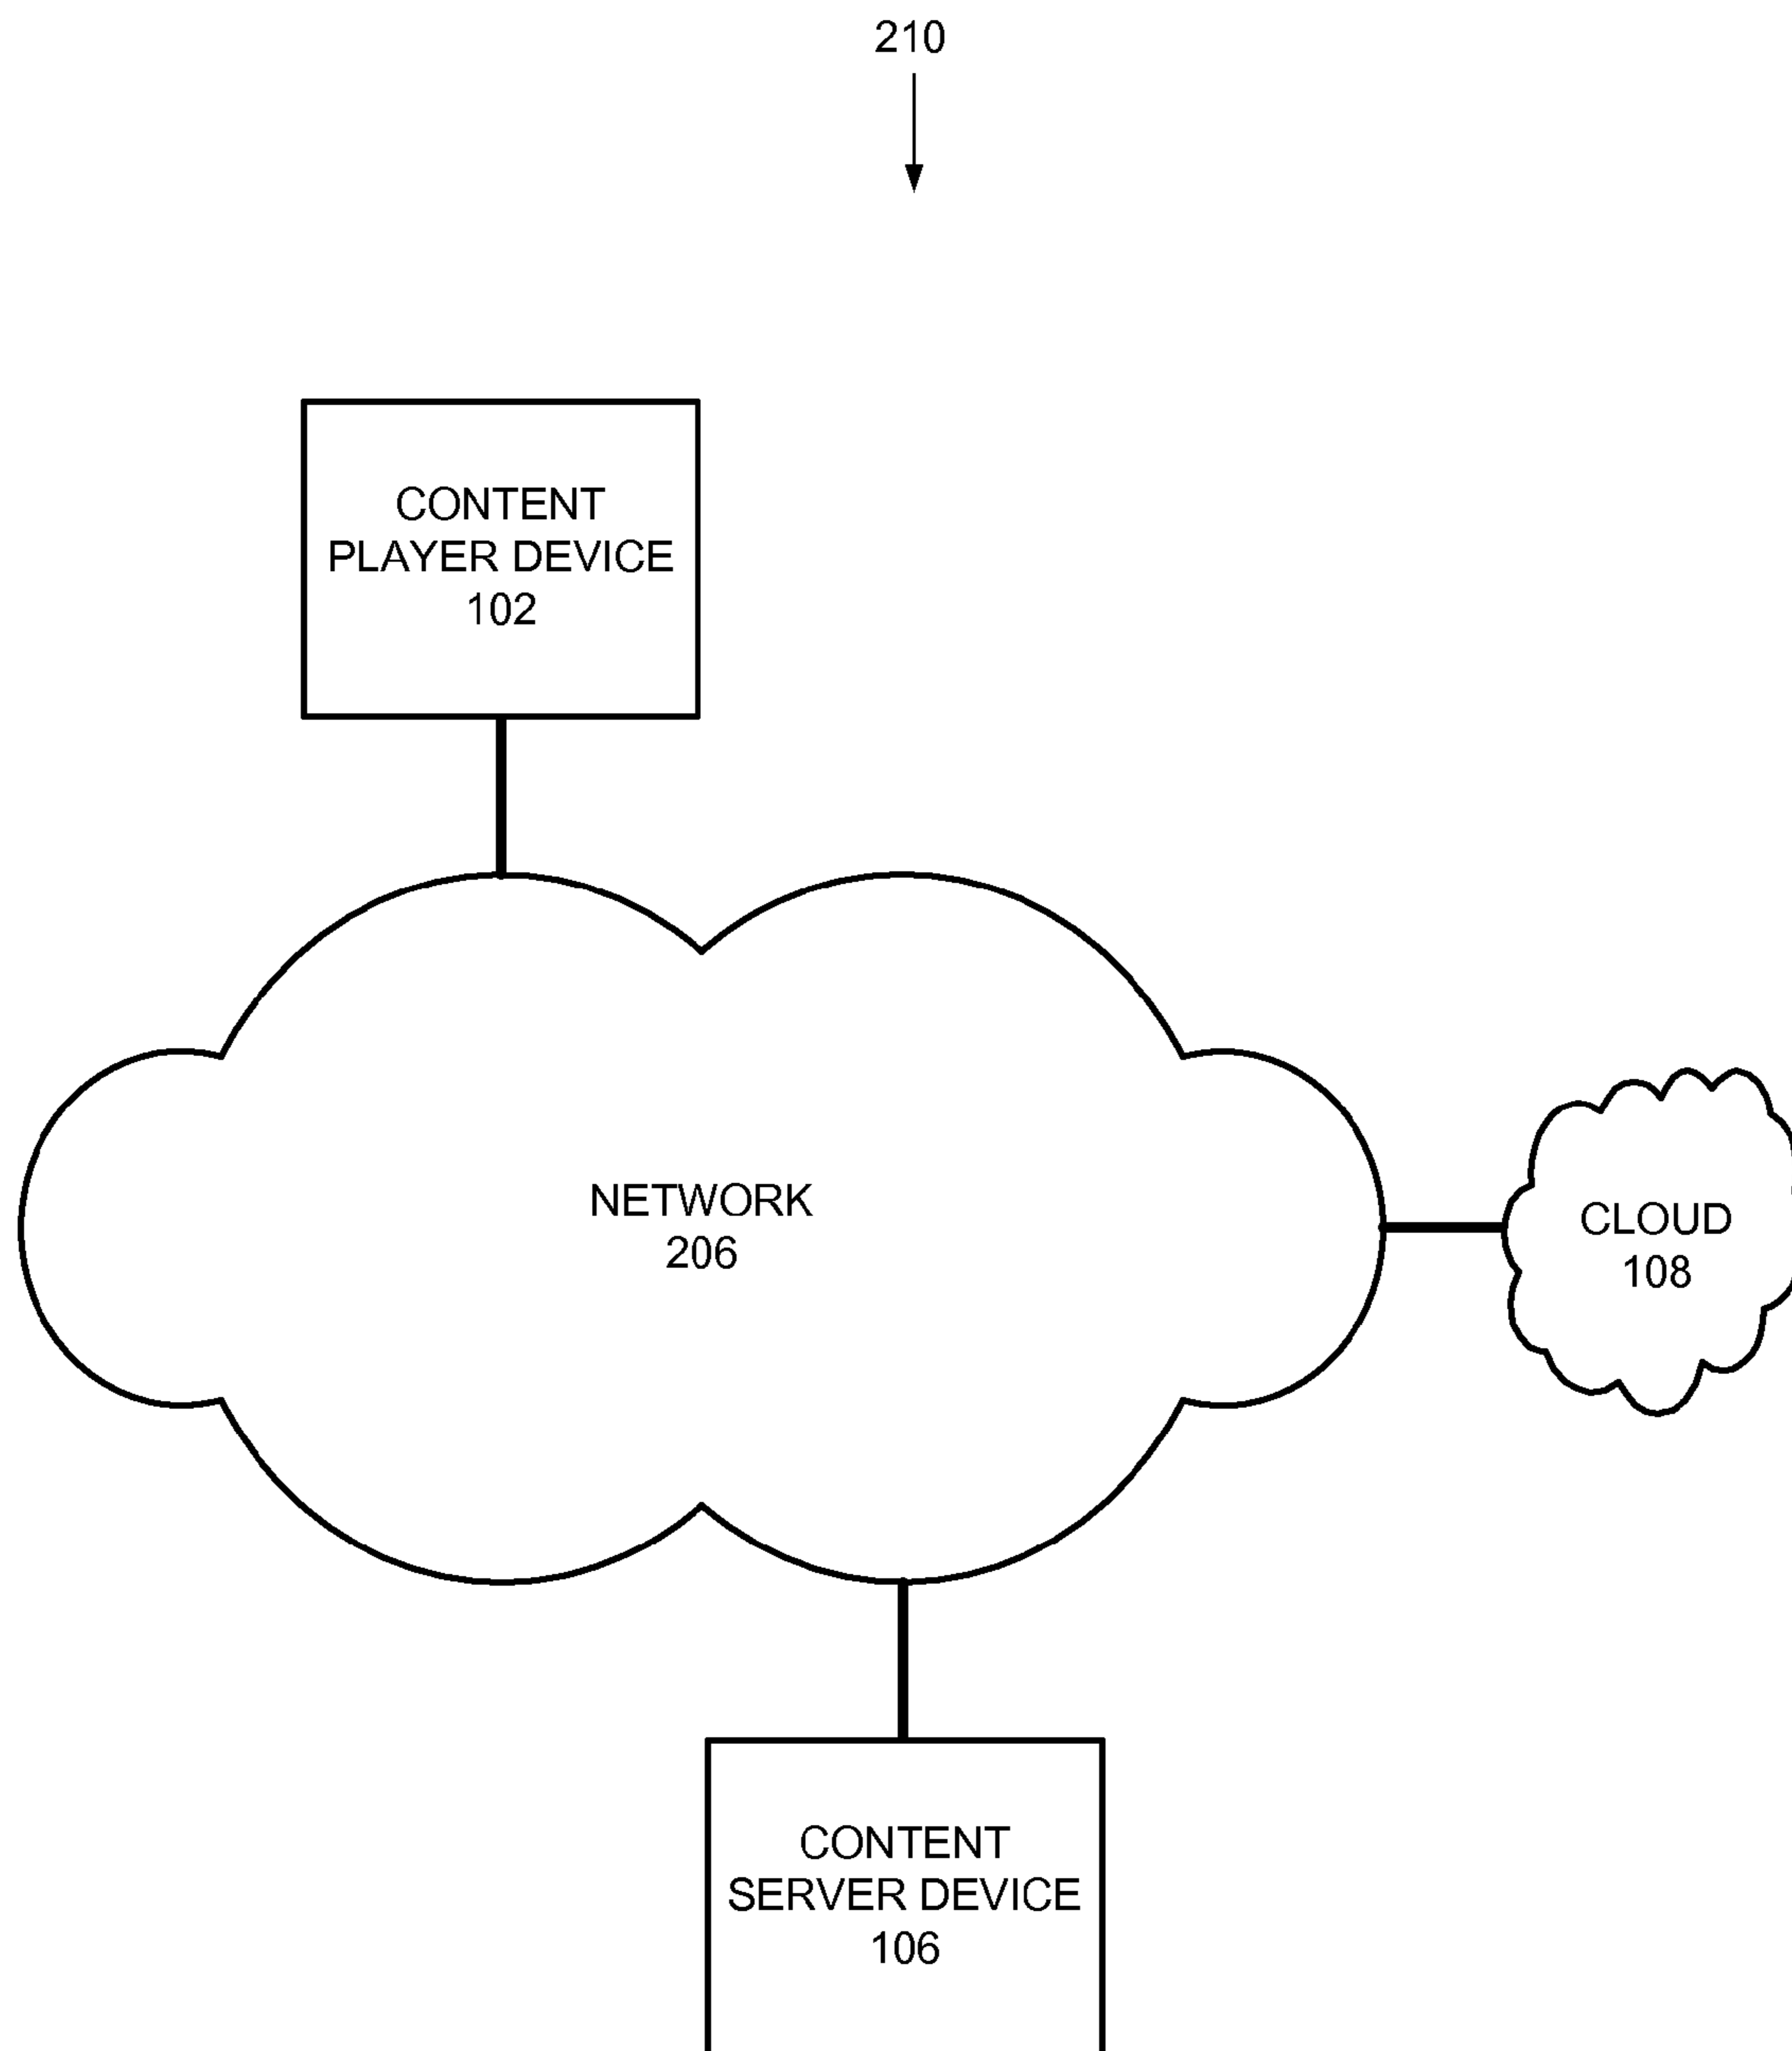 210
CONTENT
PLAYER DEVICE
102
NETWORK
206
CLOUD
108
CONTENT
SERVER DEVICE
106